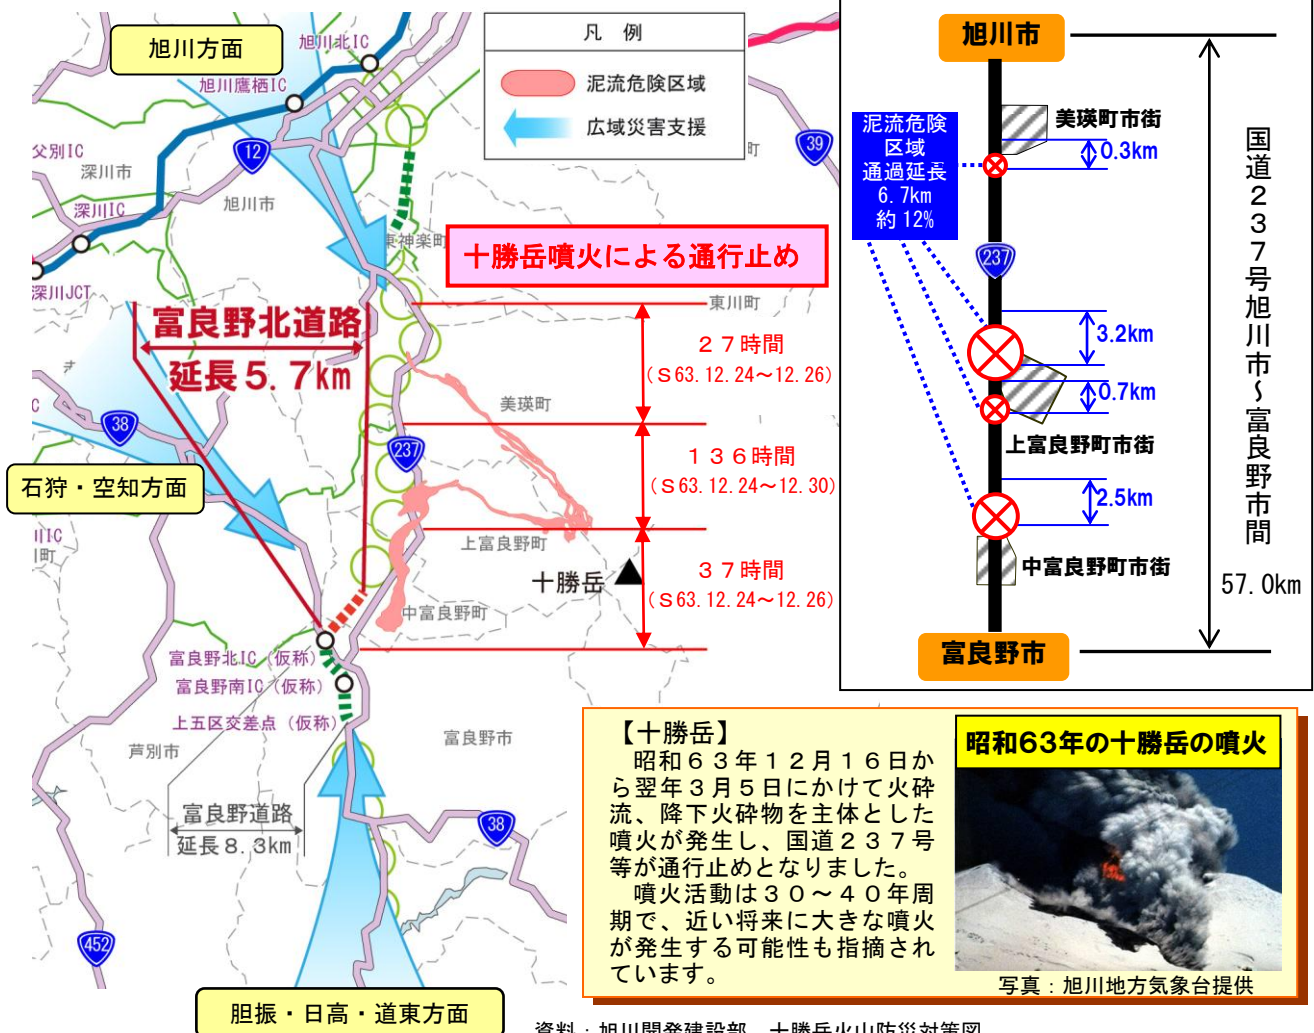 旭川方面
旭川北IC
旭川鷹栖IC
12
父別IC
深川市
深川IC
旭川市
深川JCT
東神楽町
凡 例
泥流危険区域
広域災害支援
町
39
十勝岳噴火による通行止め
東川町
富良野北道路
延長5.7km
27時間
(S63.12.24～12.26)
美瑛町
38
237
136時間
(S63.12.24～12.30)
石狩・空知方面
上富良野町
十勝岳
37時間
(S63.12.24～12.26)
中富良野町
富良野北IC(仮称)
富良野南IC(仮称)
上五区交差点(仮称)
芦別市
富良野市
富良野道路
延長8.3km
38
452
胆振・日高・道東方面
旭川市
美瑛町市街
0.3km
泥流危険
区域
通過延長
6.7km
約12%
237
3.2km
0.7km
上富良野町市街
2.5km
中富良野町市街
富良野市
国道237号旭川市～富良野市間
57.0km
【十勝岳】
昭和63年12月16日か
ら翌年3月5日にかけて火砕
流、降下火砕物を主体とした
噴火が発生し、国道237号
等が通行止めとなりました。
噴火活動は30～40年周
期で、近い将来に大きな噴火
が発生する可能性も指摘され
ています。
昭和63年の十勝岳の噴火
写真：旭川地方気象台提供
資料：旭川開発建設部 十勝岳火山防災対策図